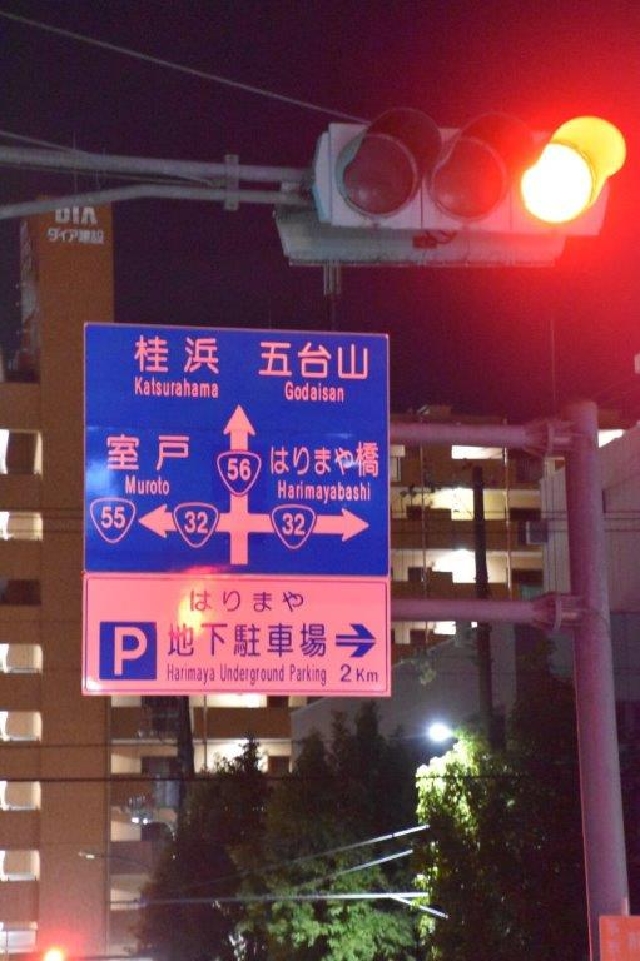 DIA
ダイア建設
桂浜 五台山
Katsurahama Godaisan
56
室戸 はりまや橋
Muroto Harimayabashi
55 32 32
はりまや
P 地下駐車場
Harimaya Underground Parking 2Km